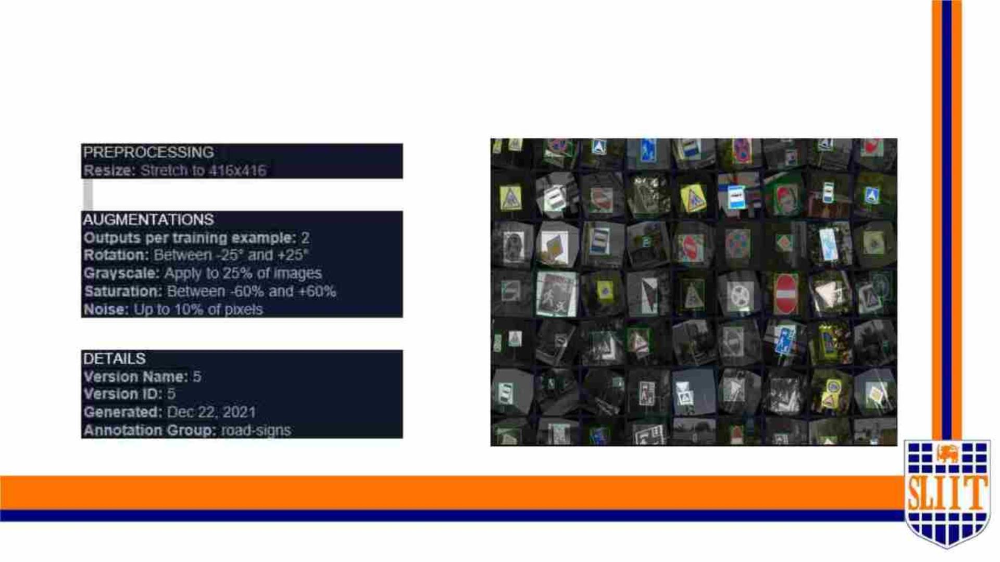 PREPROCESSING
Resize: Stretch to 416x416
AUGMENTATIONS
Outputs per training example: 2
Rotation: Between -25° and +25°
Grayscale: Apply to 25% of images
Saturation: Between -60% and +60%
Noise: Up to 10% of pixels
DETAILS
Version Name: 5
Version ID: 5
Generated: Dec 22, 2021
Annotation Group: road-signs
SLIIT